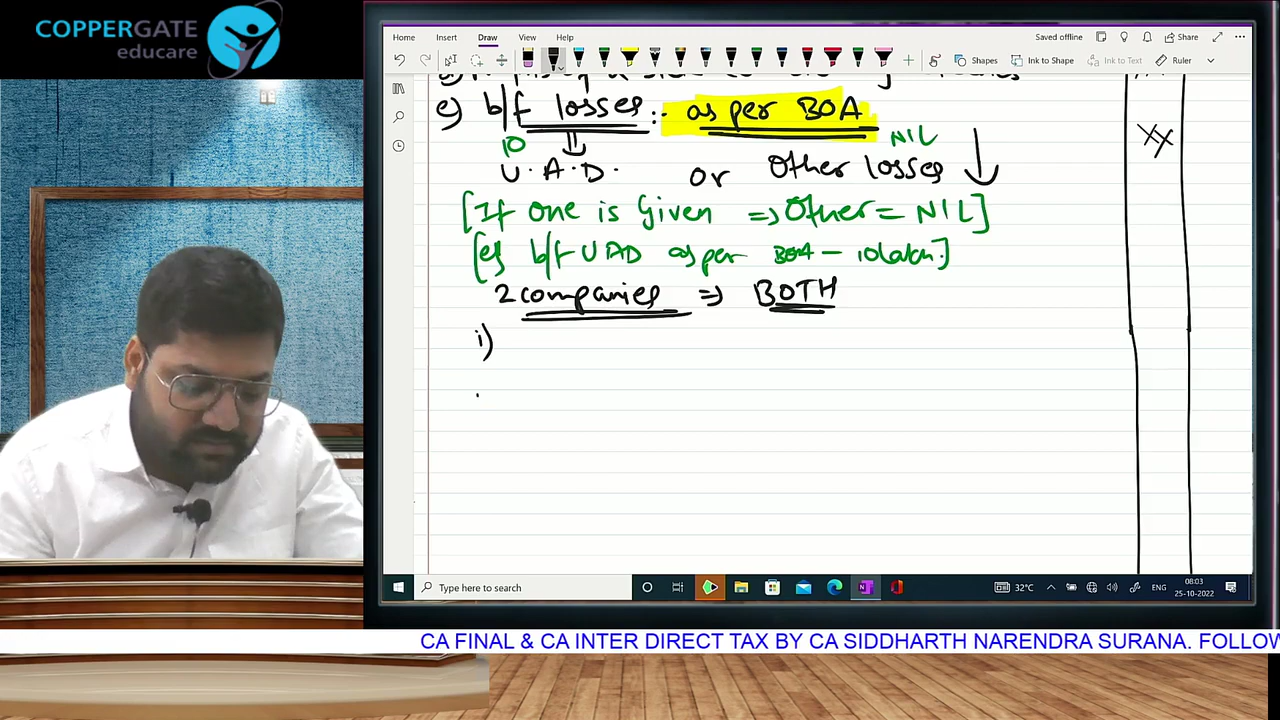 COPPERGATE
educare
Home Insert Draw View Help
Saved offline Share
Shapes Ink to Shape Ink to Text Ruler
e) b/f losses :- as per BOA
10 NIL
U.A.D. or Other losses
XX
[If One is Given => Other = NIL]
[eg b/f UAD as per BOA - 10 lakh.]
2 companies => BOTH
i)
Type here to search
32°C ENG 08:03
25-10-2022
CA FINAL & CA INTER DIRECT TAX BY CA SIDDHARTH NARENDRA SURANA. FOLLOW